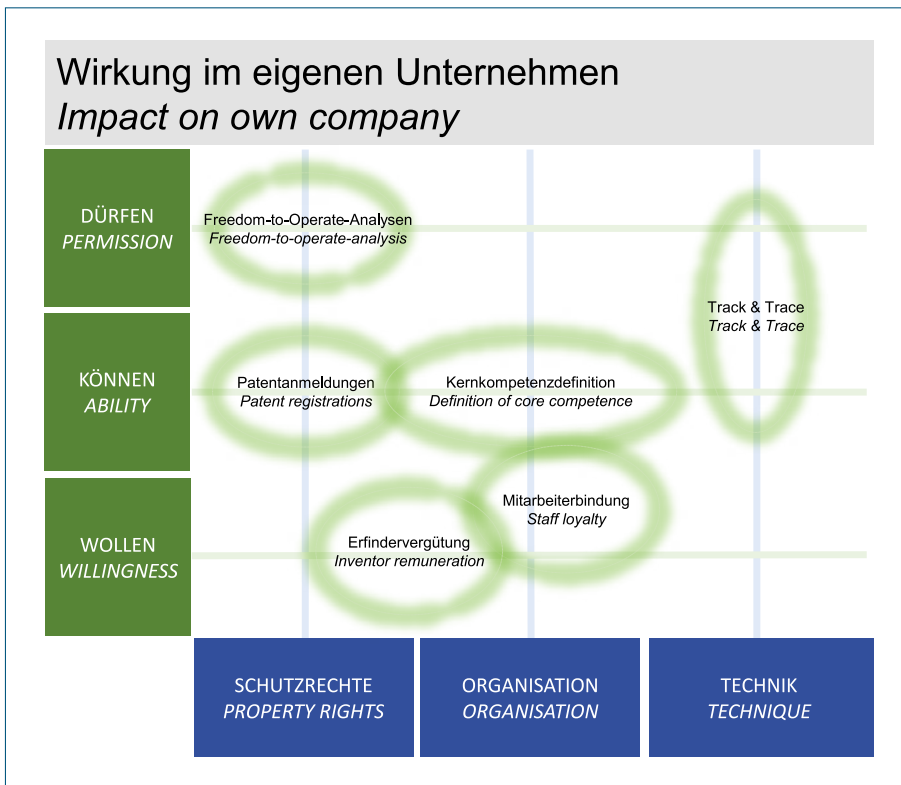 Wirkung im eigenen Unternehmen
Impact on own company
DÜRFEN
PERMISSION
Freedom-to-Operate-Analysen
Freedom-to-operate-analysis
Track & Trace
Track & Trace
KÖNNEN
ABILITY
Patentanmeldungen
Patent registrations
Kernkompetenzdefinition
Definition of core competence
WOLLEN
WILLINGNESS
Mitarbeiterbindung
Staff loyalty
Erfindervergütung
Inventor remuneration
SCHUTZRECHTE
PROPERTY RIGHTS
ORGANISATION
ORGANISATION
TECHNIK
TECHNIQUE